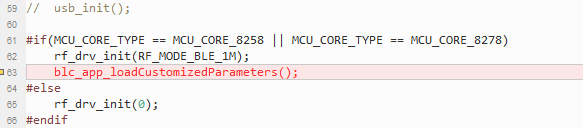 59 //  usb_init();
60
61 #if(MCU_CORE_TYPE == MCU_CORE_8258 || MCU_CORE_TYPE == MCU_CORE_8278)
62     rf_drv_init(RF_MODE_BLE_1M);
63     blc_app_loadCustomizedParameters();
64 #else
65     rf_drv_init(0);
66 #endif